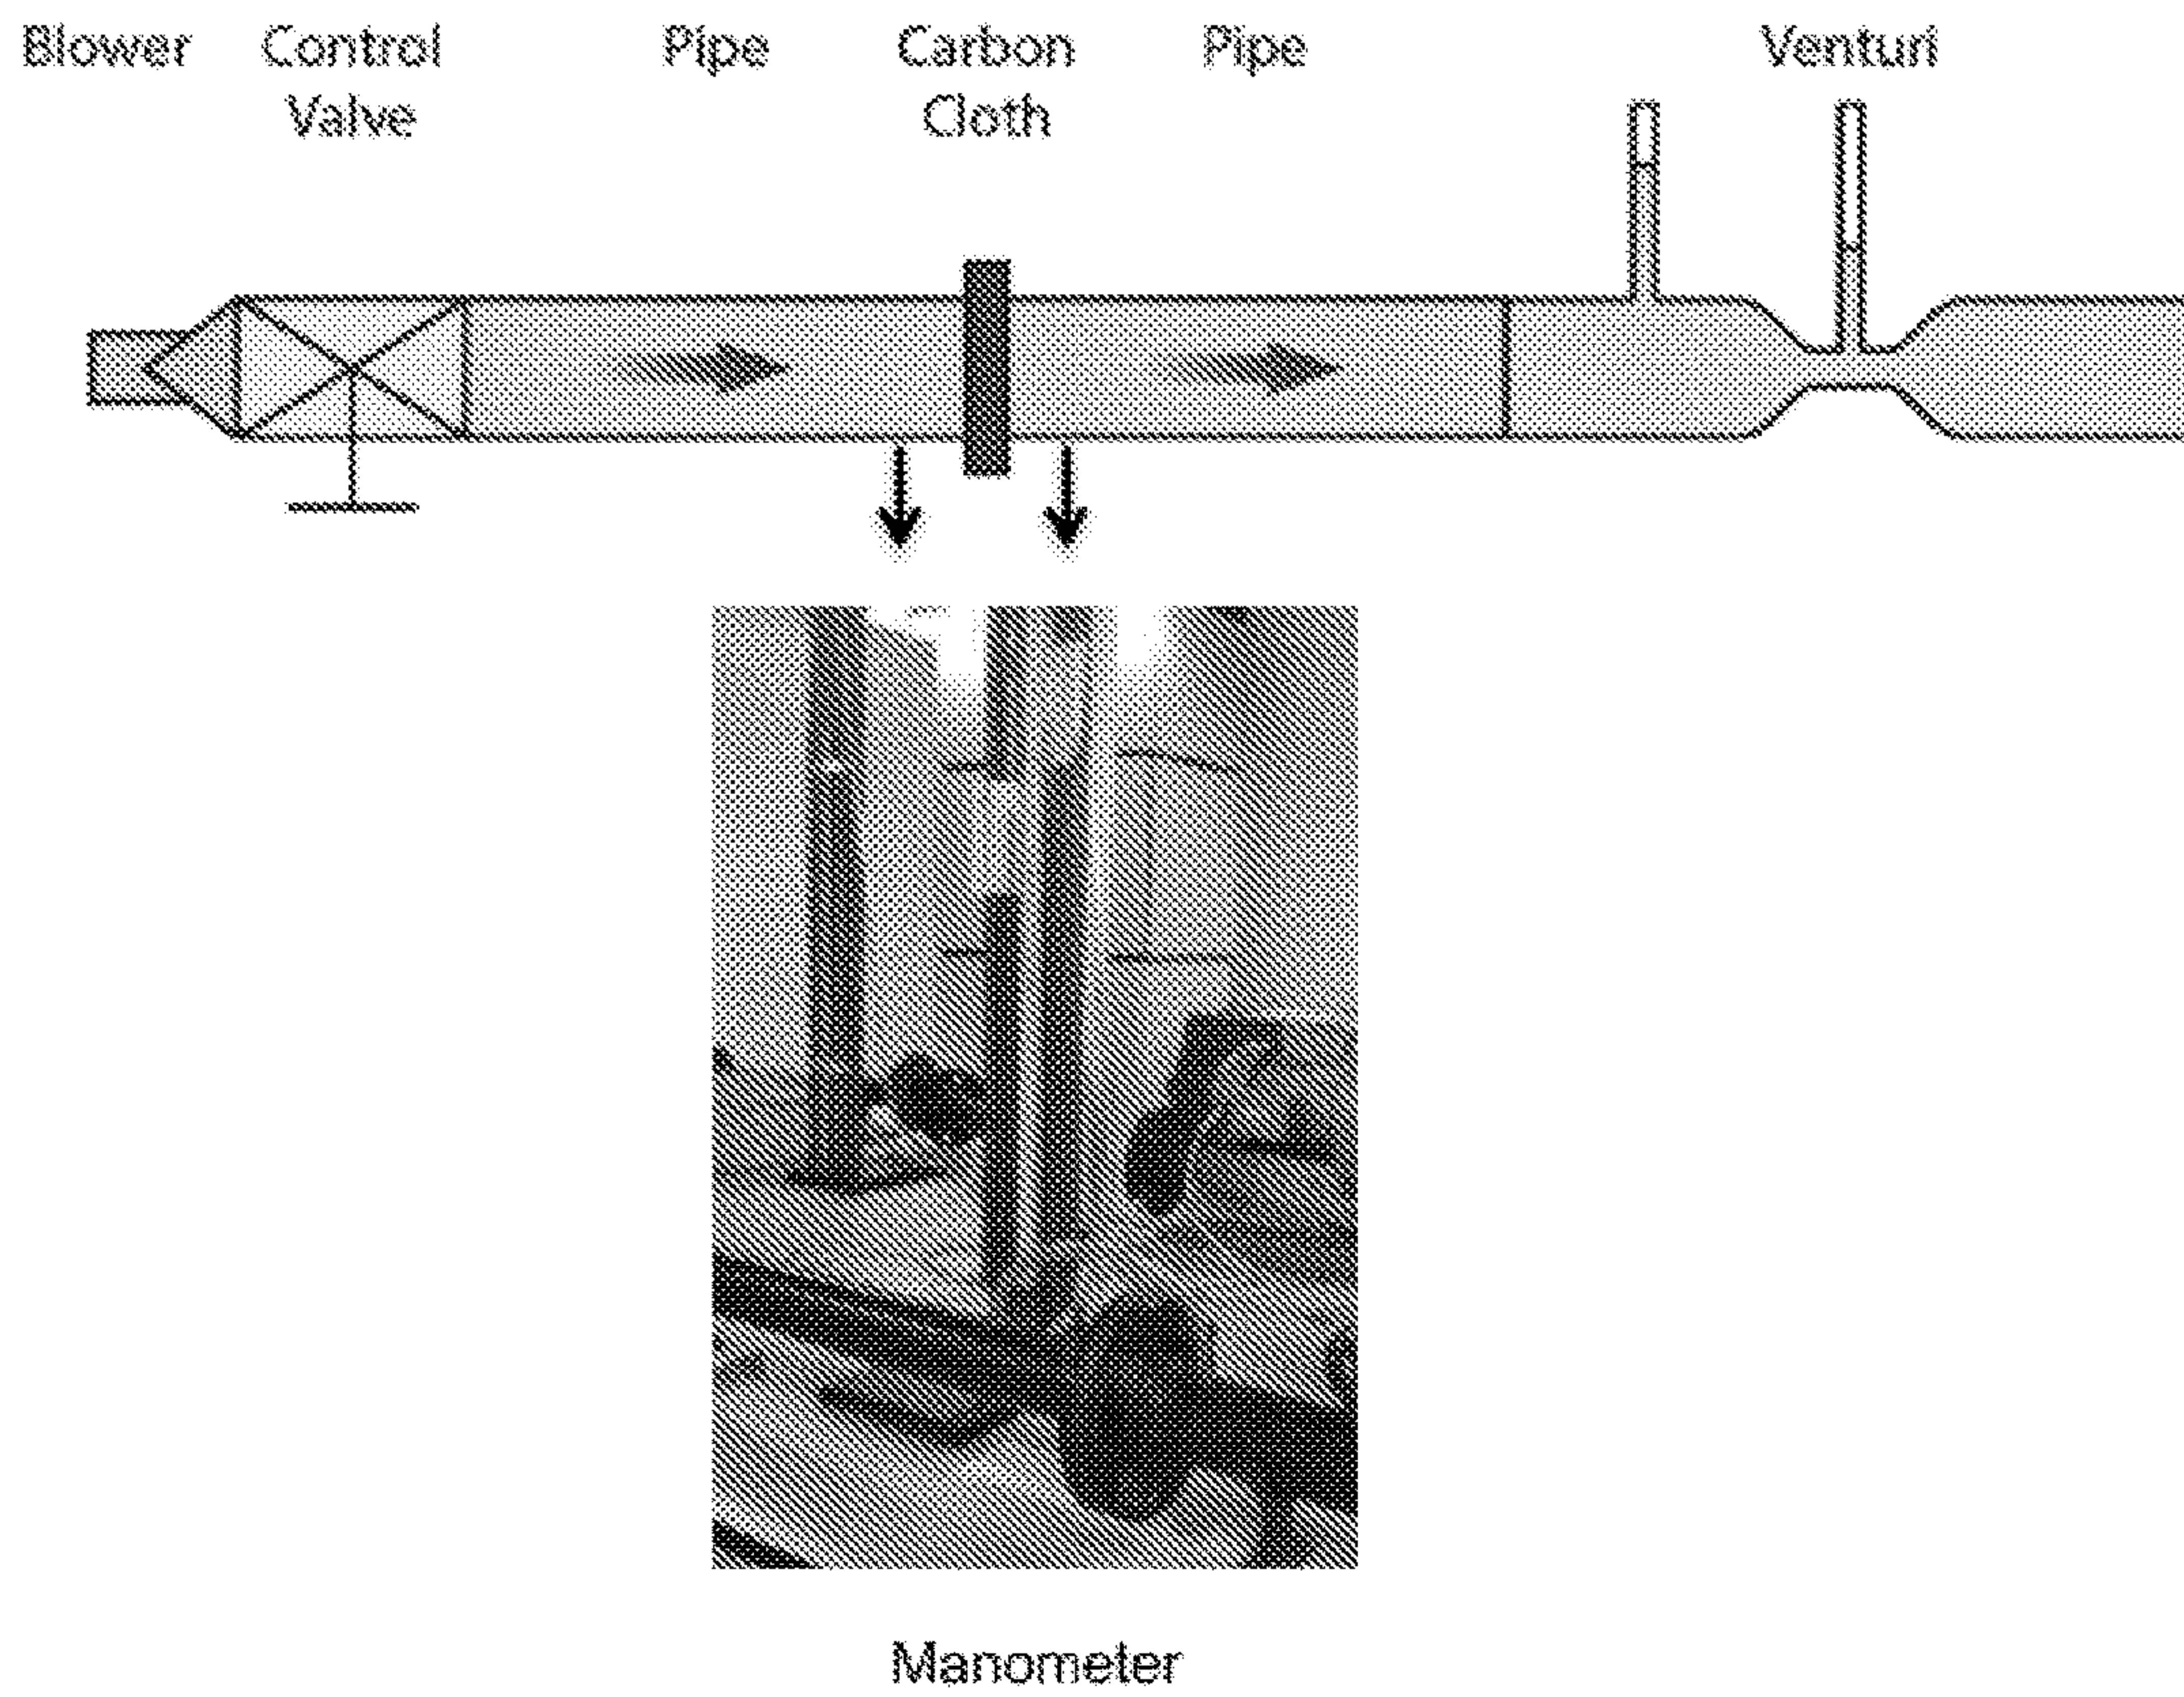 Blower
Control
Valve
Pipe
Carbon
Cloth
Pipe
Venturi
Manometer